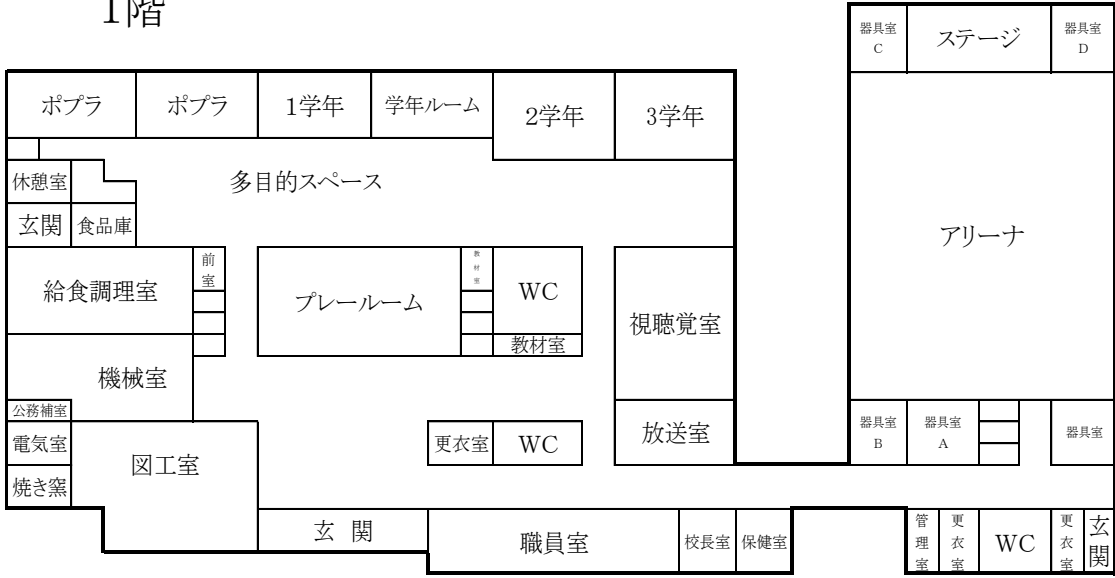 1階
器具室
C
ステージ
器具室
D
ポプラ
ポプラ
1学年
学年ルーム
2学年
3学年
休憩室
多目的スペース
玄関
食品庫
アリーナ
給食調理室
前室
プレールーム
教材室
WC
視聴覚室
教材室
機械室
公務補室
電気室
図工室
更衣室
WC
放送室
器具室
B
器具室
A
器具室
焼き窯
玄 関
職員室
校長室
保健室
管理室
更衣室
WC
更衣室
玄関